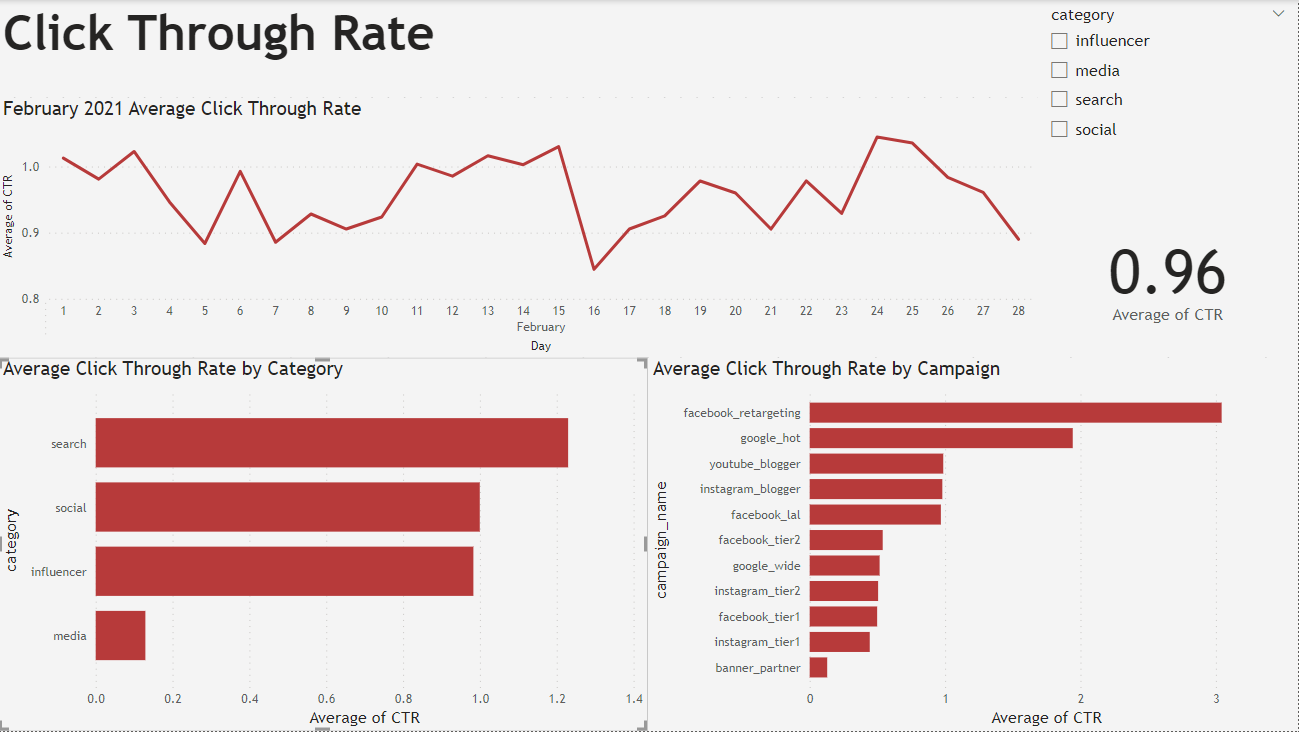 Click Through Rate
category
influencer
media
search
social
February 2021 Average Click Through Rate
Average of CTR
1.0
0.9
0.8
1 2 3 4 5 6 7 8 9 10 11 12 13 14 15 16 17 18 19 20 21 22 23 24 25 26 27 28
February
Day
0.96
Average of CTR
Average Click Through Rate by Category
category
search
social
influencer
media
0.0 0.2 0.4 0.6 0.8 1.0 1.2 1.4
Average of CTR
Average Click Through Rate by Campaign
campaign_name
facebook_retargeting
google_hot
youtube_blogger
instagram_blogger
facebook_lal
facebook_tier2
google_wide
instagram_tier2
facebook_tier1
instagram_tier1
banner_partner
0 1 2 3
Average of CTR